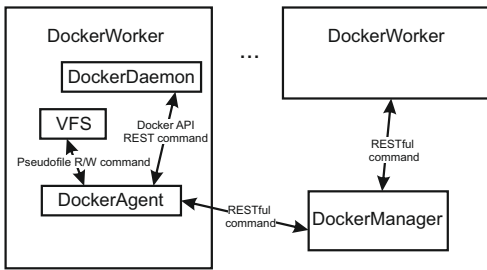 DockerWorker
...
DockerWorker
DockerDaemon
VFS
Docker API
REST command
Pseudofile R/W command
RESTful
command
DockerAgent
RESTful
command
DockerManager